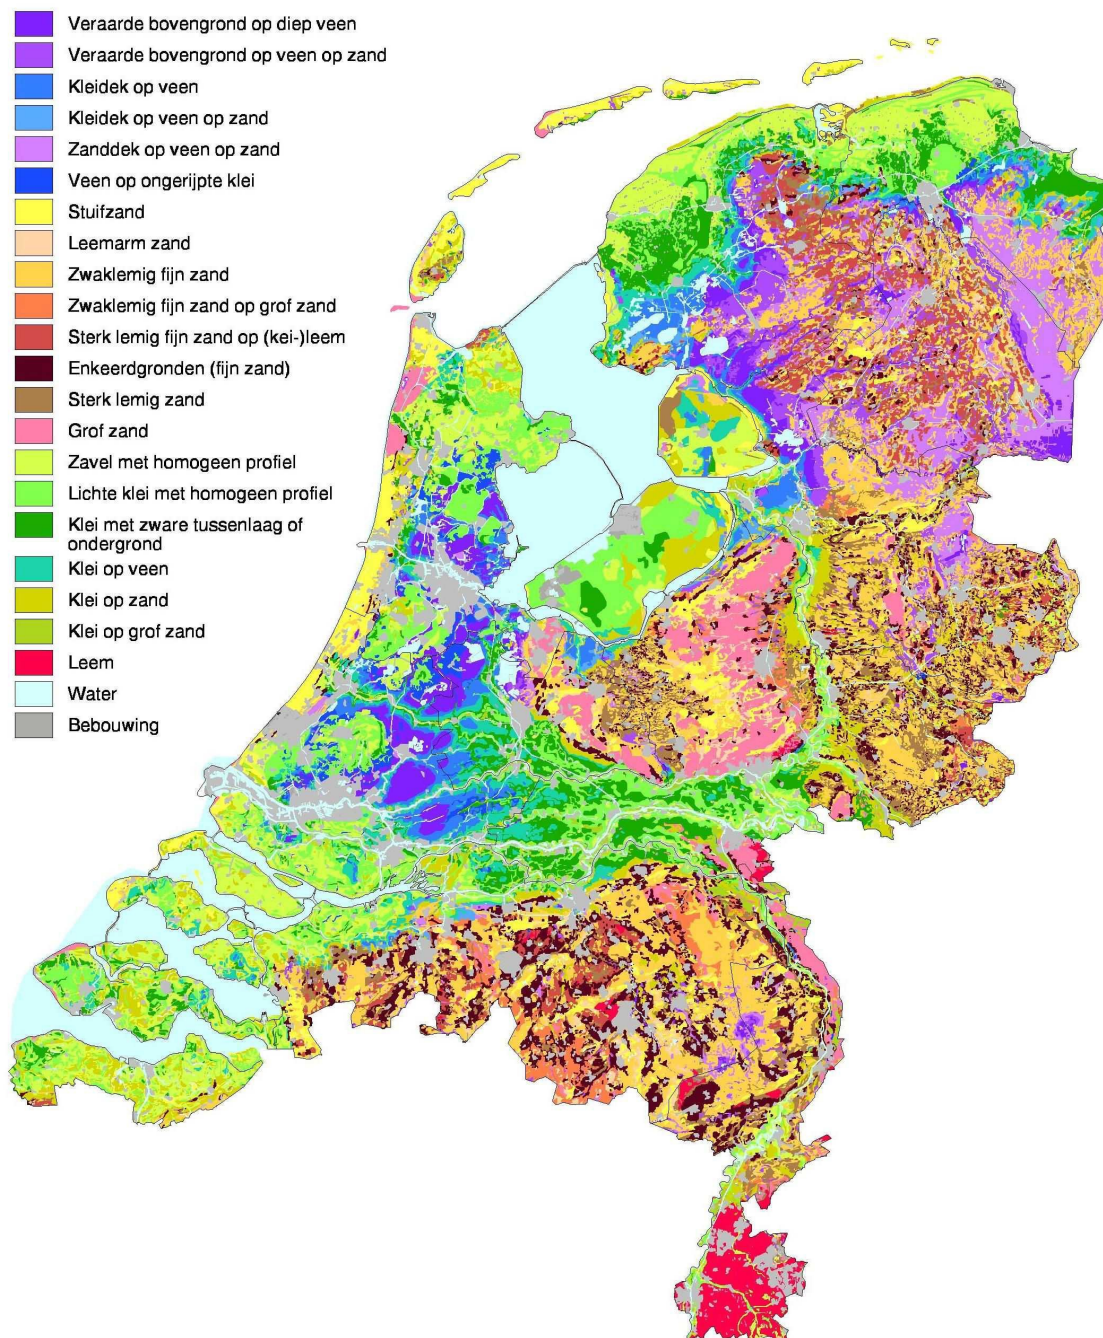 Veraarde bovengrond op diep veen
Veraarde bovengrond op veen op zand
Kleidek op veen
Kleidek op veen op zand
Zanddek op veen op zand
Veen op ongerijpte klei
Stuifzand
Leemarm zand
Zwaklemig fijn zand
Zwaklemig fijn zand op grof zand
Sterk lemig fijn zand op (kei-)leem
Enkeerdgronden (fijn zand)
Sterk lemig zand
Grof zand
Zavel met homogeen profiel
Lichte klei met homogeen profiel
Klei met zware tussenlaag of
ondergrond
Klei op veen
Klei op zand
Klei op grof zand
Leem
Water
Bebouwing